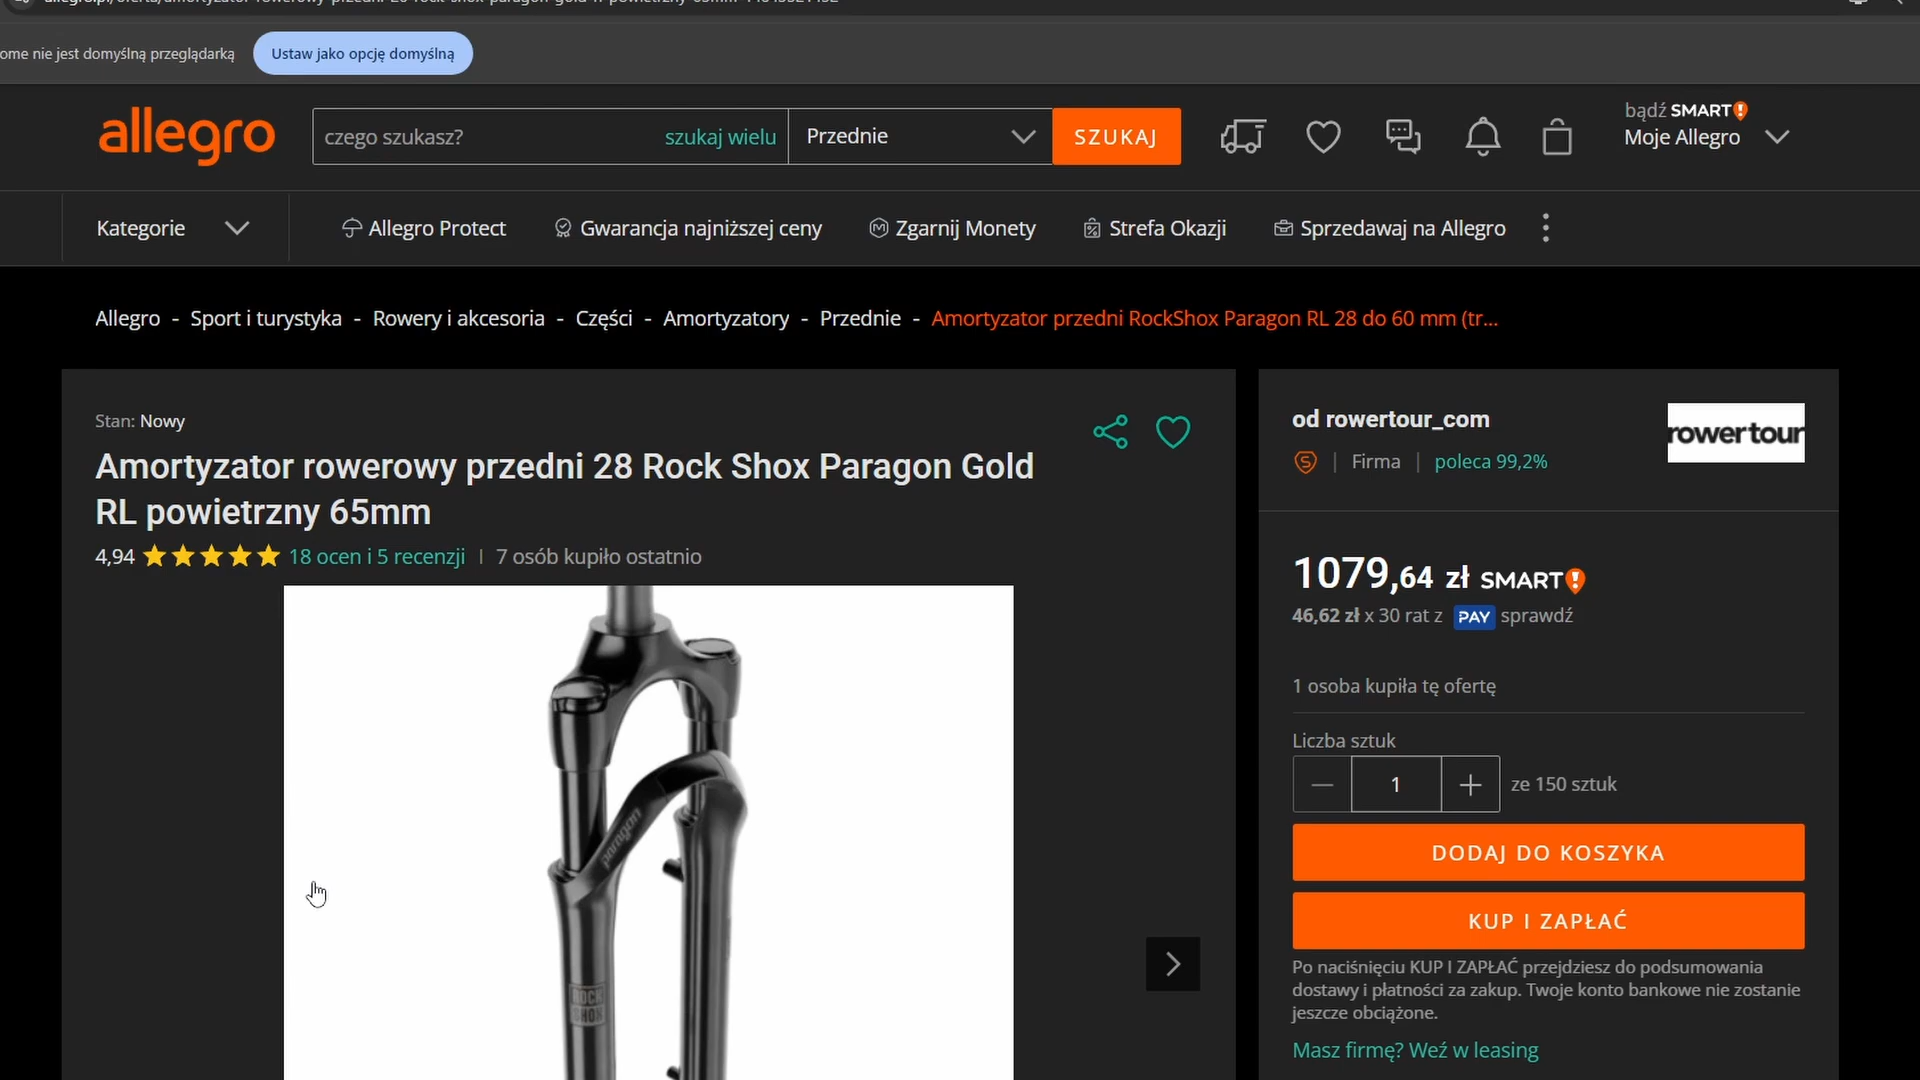 ome nie jest domyślną przeglądarką
Ustaw jako opcję domyślną
allegro
czego szukasz?
szukaj wielu
Przednie
SZUKAJ
bądź SMART!
Moje Allegro
Kategorie
Allegro Protect
Gwarancja najniższej ceny
Zgarnij Monety
Strefa Okazji
Sprzedawaj na Allegro
Allegro - Sport i turystyka - Rowery i akcesoria - Części - Amortyzatory - Przednie - Amortyzator przedni RockShox Paragon RL 28 do 60 mm (tr...
Stan: Nowy
Amortyzator rowerowy przedni 28 Rock Shox Paragon Gold
RL powietrzny 65mm
4,94
18 ocen i 5 recenzji | 7 osób kupiło ostatnio
paragon
ROCK
SHOX
od rowertour_com
rowertour
Firma | poleca 99,2%
1079,64 zł SMART!
46,62 zł x 30 rat z PAY sprawdź
1 osoba kupiła tę ofertę
Liczba sztuk
— 1 + ze 150 sztuk
DODAJ DO KOSZYKA
KUP I ZAPŁAĆ
Po naciśnięciu KUP I ZAPŁAĆ przejdziesz do podsumowania
dostawy i płatności za zakup. Twoje konto bankowe nie zostanie
jeszcze obciążone.
Masz firmę? Weź w leasing